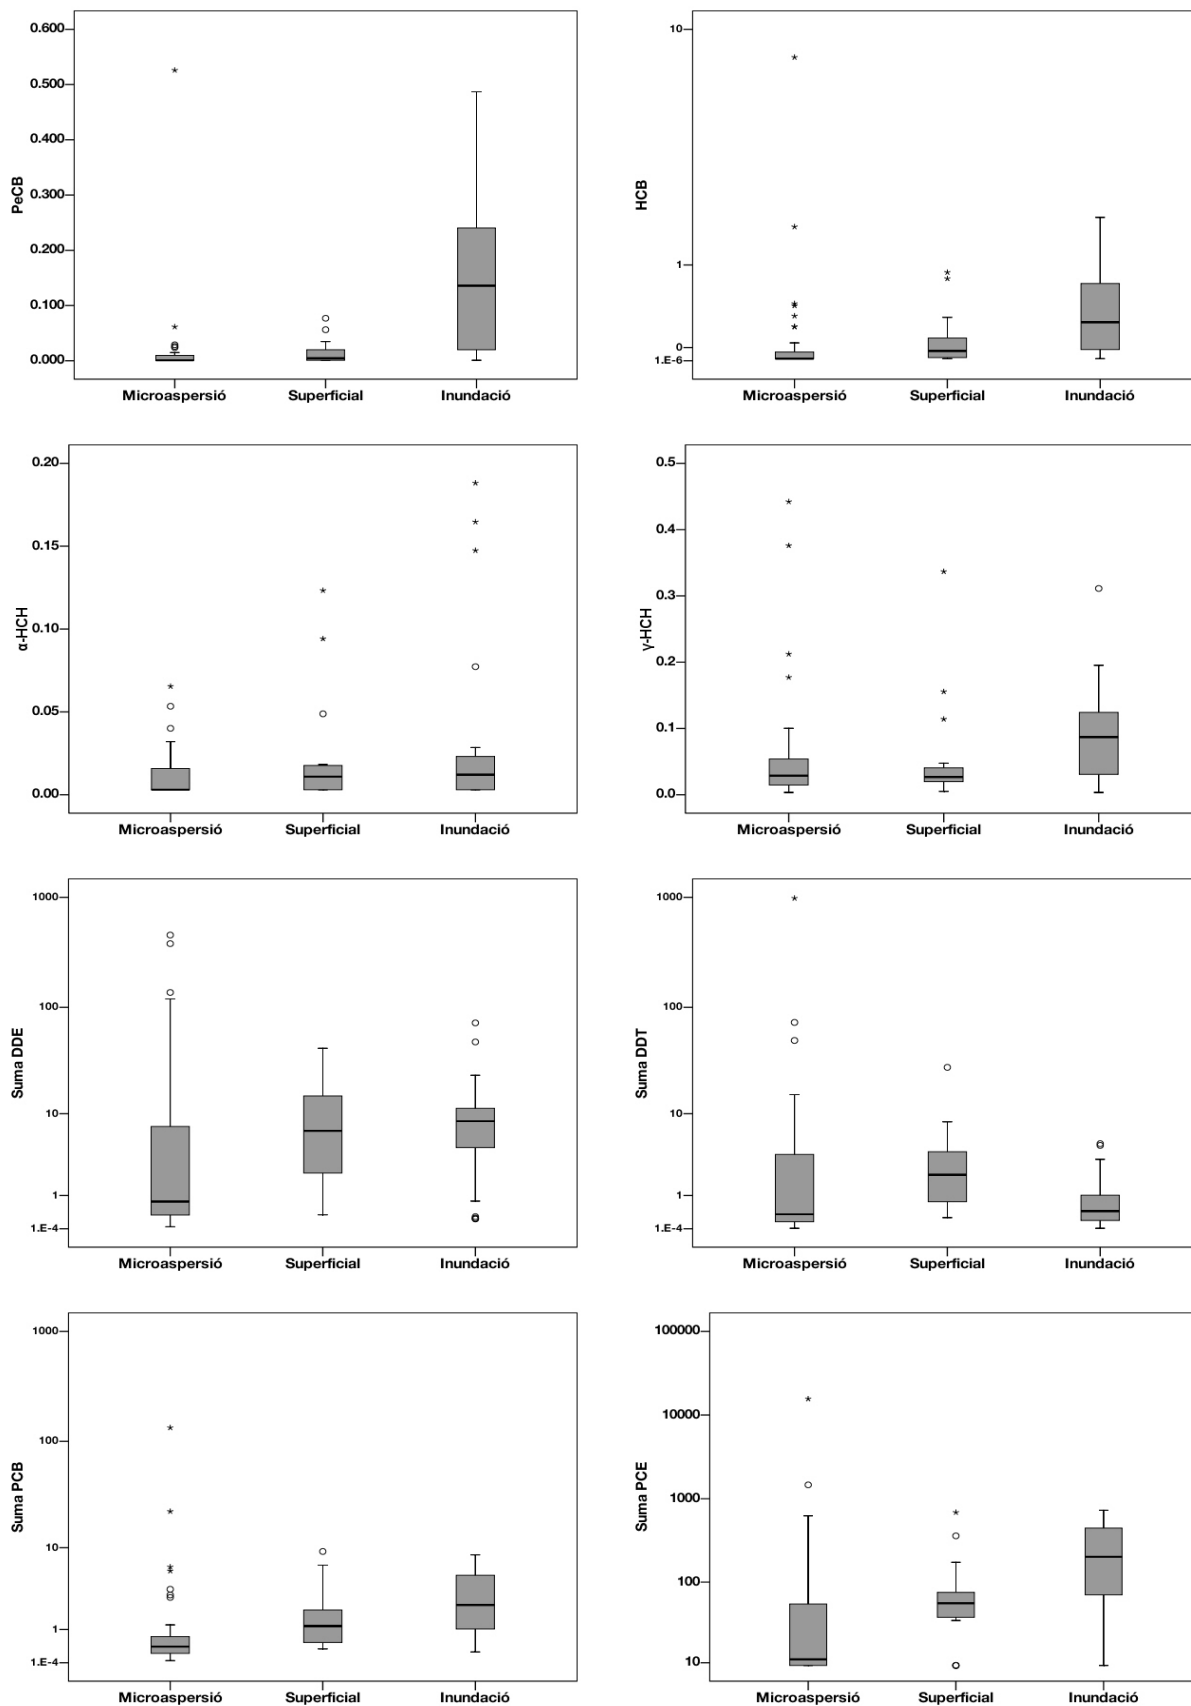 0.600
0.500
0.400
0.300
0.200
0.100
0.000
PeCB
Microaspersió Superficial Inundació
10
1
0
1.E-6
HCB
Microaspersió Superficial Inundació
0.20
0.15
0.10
0.05
0.00
α-HCH
Microaspersió Superficial Inundació
0.5
0.4
0.3
0.2
0.1
0.0
γ-HCH
Microaspersió Superficial Inundació
1000
100
10
1
1.E-4
Suma DDE
Microaspersió Superficial Inundació
1000
100
10
1
1.E-4
Suma DDT
Microaspersió Superficial Inundació
1000
100
10
1
1.E-4
Suma PCB
Microaspersió Superficial Inundació
100000
10000
1000
100
10
Suma PCE
Microaspersió Superficial Inundació